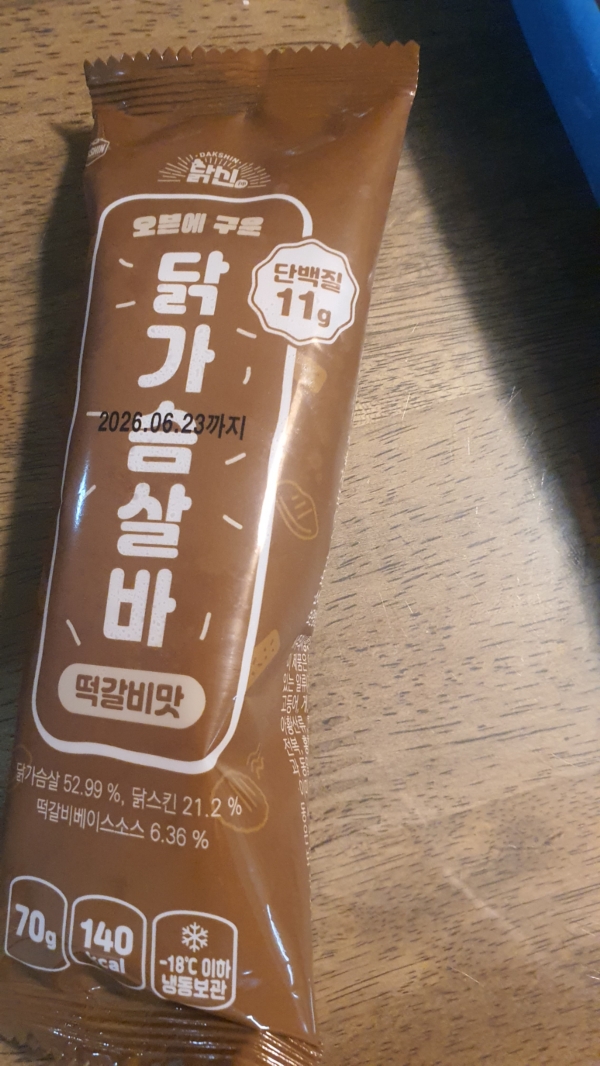 DAKSHIN
닭신
오븐에 구운
단백질
11g
닭
가
슴
살
바
2026.06.23까지
떡갈비맛
닭가슴살 52.99 %, 닭스킨 21.2 %
떡갈비베이스소스 6.36 %
70g
140
kcal
-18℃ 이하
냉동보관